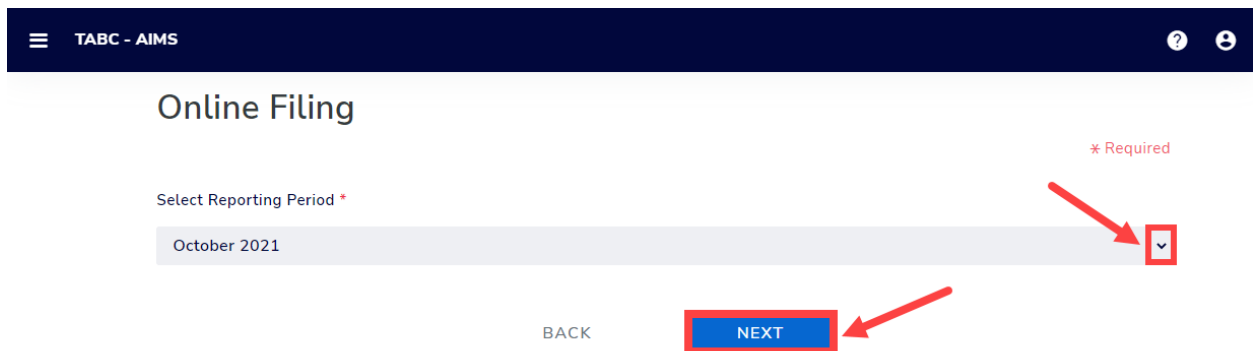 TABC - AIMS
Online Filing
* Required
Select Reporting Period *
October 2021
BACK NEXT